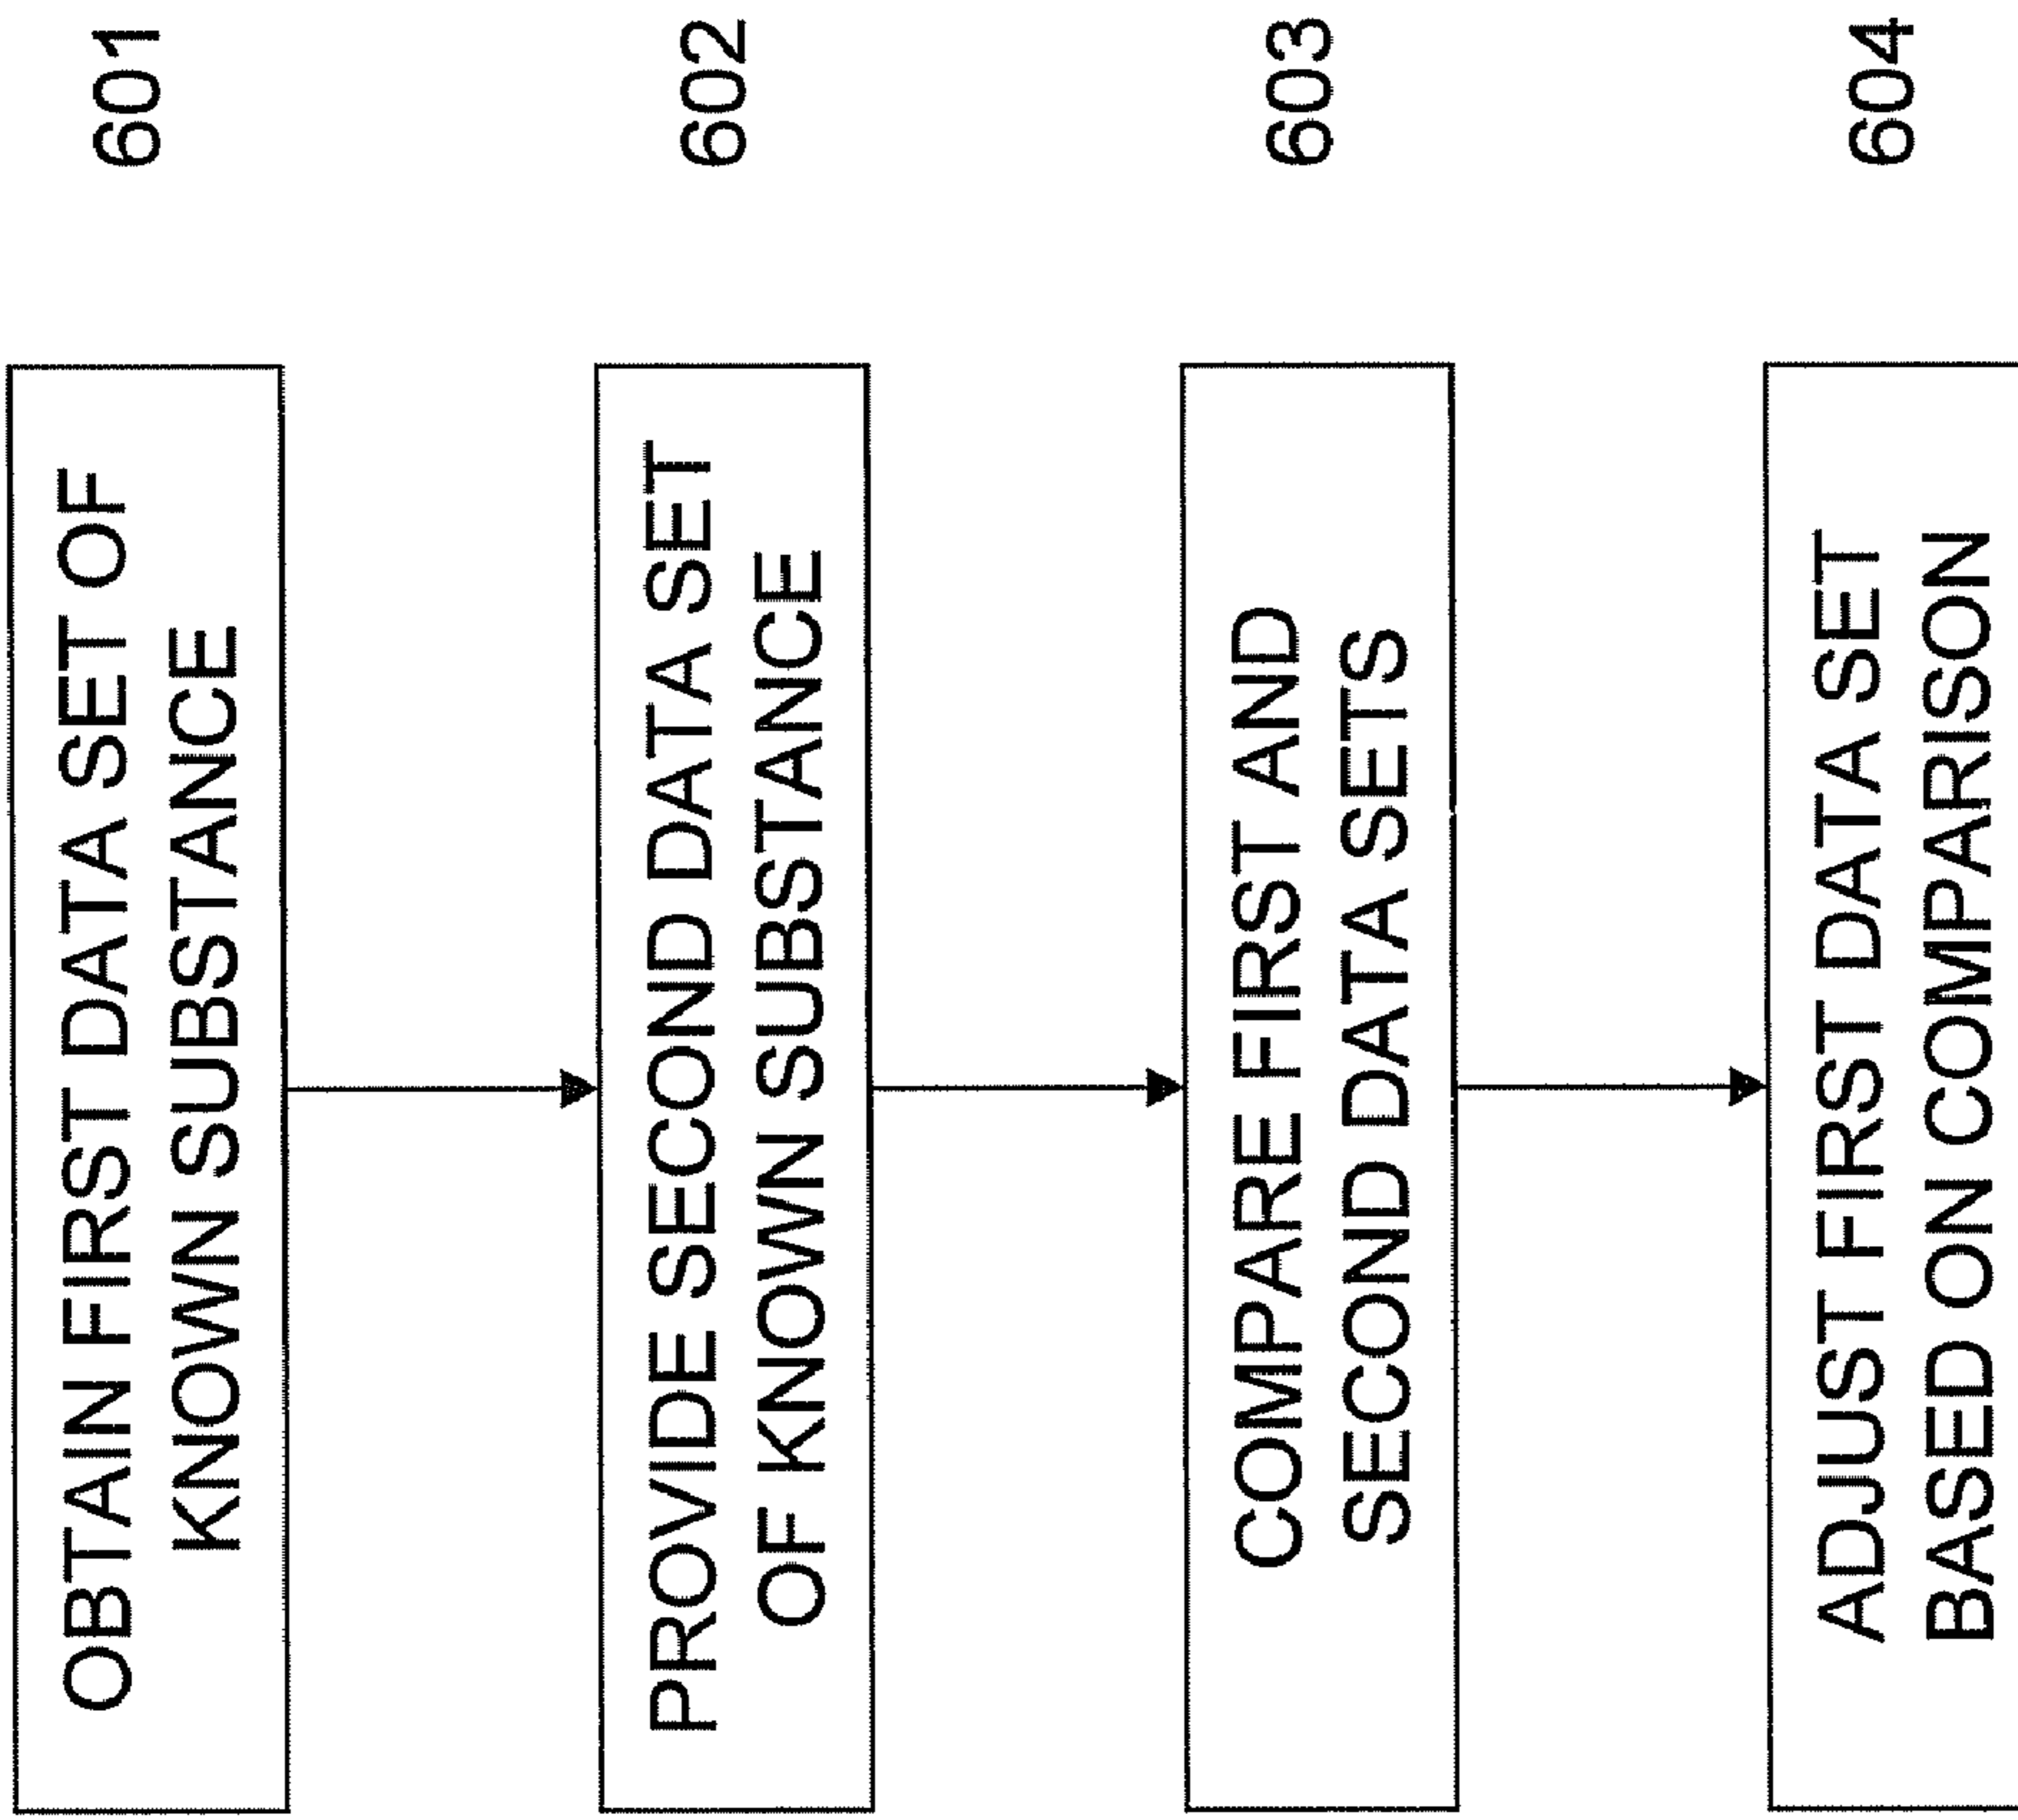 OBTAIN FIRST DATA SET OF
KNOWN SUBSTANCE
601
PROVIDE SECOND DATA SET
OF KNOWN SUBSTANCE
602
COMPARE FIRST AND
SECOND DATA SETS
603
ADJUST FIRST DATA SET
BASED ON COMPARISON
604